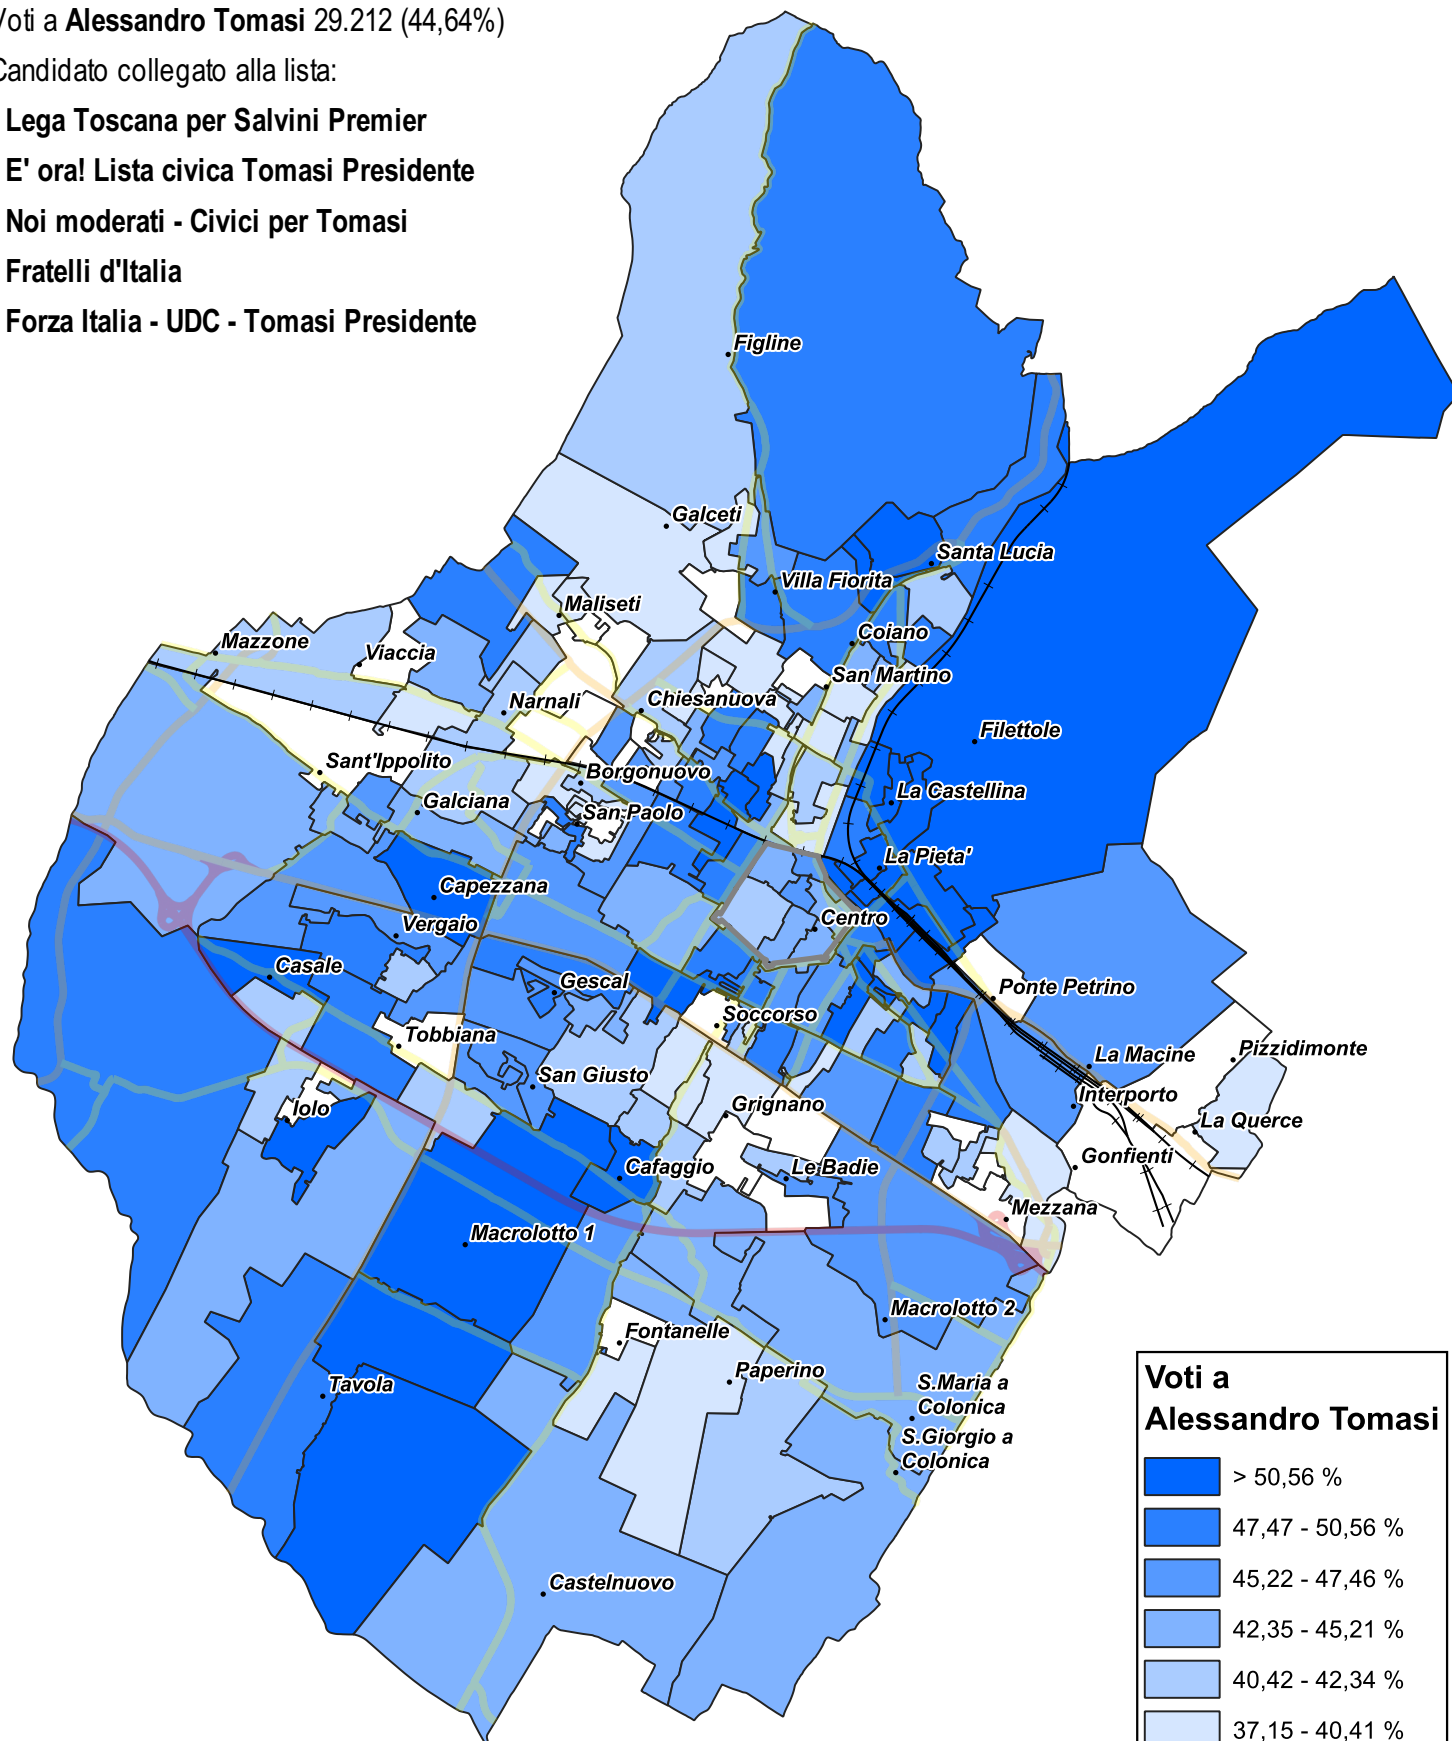 Voti a Alessandro Tomasi 29.212 (44,64%)
Candidato collegato alla lista:
Lega Toscana per Salvini Premier
E' ora! Lista civica Tomasi Presidente
Noi moderati - Civici per Tomasi
Fratelli d'Italia
Forza Italia - UDC - Tomasi Presidente
Figline
Galceti
Santa Lucia
Villa Fiorita
Maliseti
Coiano
Mazzone
Viaccia
San Martino
Narnali
Chiesanuova
Filettole
Sant'Ippolito
Borgonuovo
Galciana
San Paolo
La Castellina
La Pieta'
Capezzana
Centro
Vergaio
Casale
Gescal
Ponte Petrino
Soccorso
Tobbiana
La Macine
Pizzidimonte
San Giusto
Interporto
Iolo
Grignano
La Querce
Gonfienti
Cafaggio
Le Badie
Mezzana
Macrolotto 1
Macrolotto 2
Fontanelle
Paperino
Tavola
S.Maria a
Colonica
S.Giorgio a
Colonica
Castelnuovo
Voti a
Alessandro Tomasi
> 50,56 %
47,47 - 50,56 %
45,22 - 47,46 %
42,35 - 45,21 %
40,42 - 42,34 %
37,15 - 40,41 %